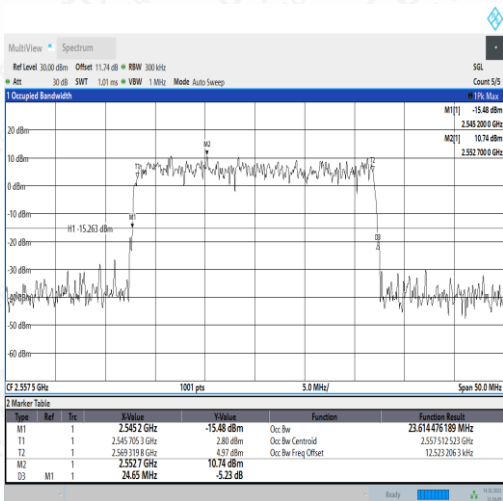 MultiView Spectrum
Ref Level 30.00 dBm Offset 11.74 dB RBW 300 kHz SGL
Att 30 dB SWT 1.01 ms VBW 1 MHz Mode Auto Sweep Count 5/5
1 Occupied Bandwidth 1Pk Max
M1[1] -15.48 dBm
2.545 200 0 GHz
M2[1] 10.74 dBm
2.552 700 0 GHz
20 dBm
M2
10 dBm
T1 T2
0 dBm
-10 dBm
M1
H1 -15.263 dBm
D3
-20 dBm
-30 dBm
-40 dBm
-50 dBm
-60 dBm
CF 2.557 5 GHz 1001 pts 5.0 MHz/ Span 50.0 MHz
2 Marker Table
Type Ref Trc X-Value Y-Value Function Function Result
M1 1 2.545 2 GHz -15.48 dBm Occ Bw 23.614 476 189 MHz
T1 1 2.545 705 3 GHz 2.80 dBm Occ Bw Centroid 2.557 512 523 GHz
T2 1 2.569 319 8 GHz 4.97 dBm Occ Bw Freq Offset 12.523 206 3 kHz
M2 1 2.552 7 GHz 10.74 dBm
D3 M1 1 24.65 MHz -5.23 dB
Ready